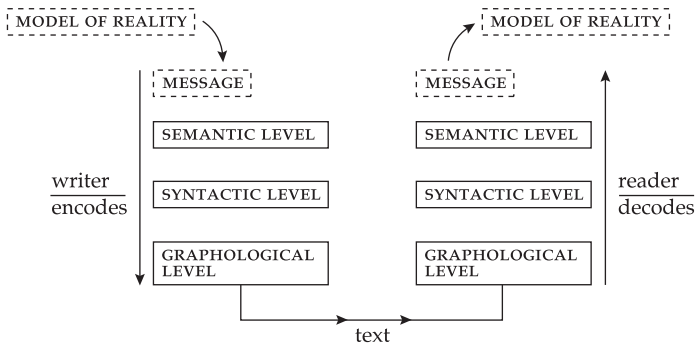 MODEL OF REALITY
MODEL OF REALITY
MESSAGE
MESSAGE
SEMANTIC LEVEL
SEMANTIC LEVEL
writer
encodes
SYNTACTIC LEVEL
SYNTACTIC LEVEL
reader
decodes
GRAPHOLOGICAL
LEVEL
GRAPHOLOGICAL
LEVEL
text